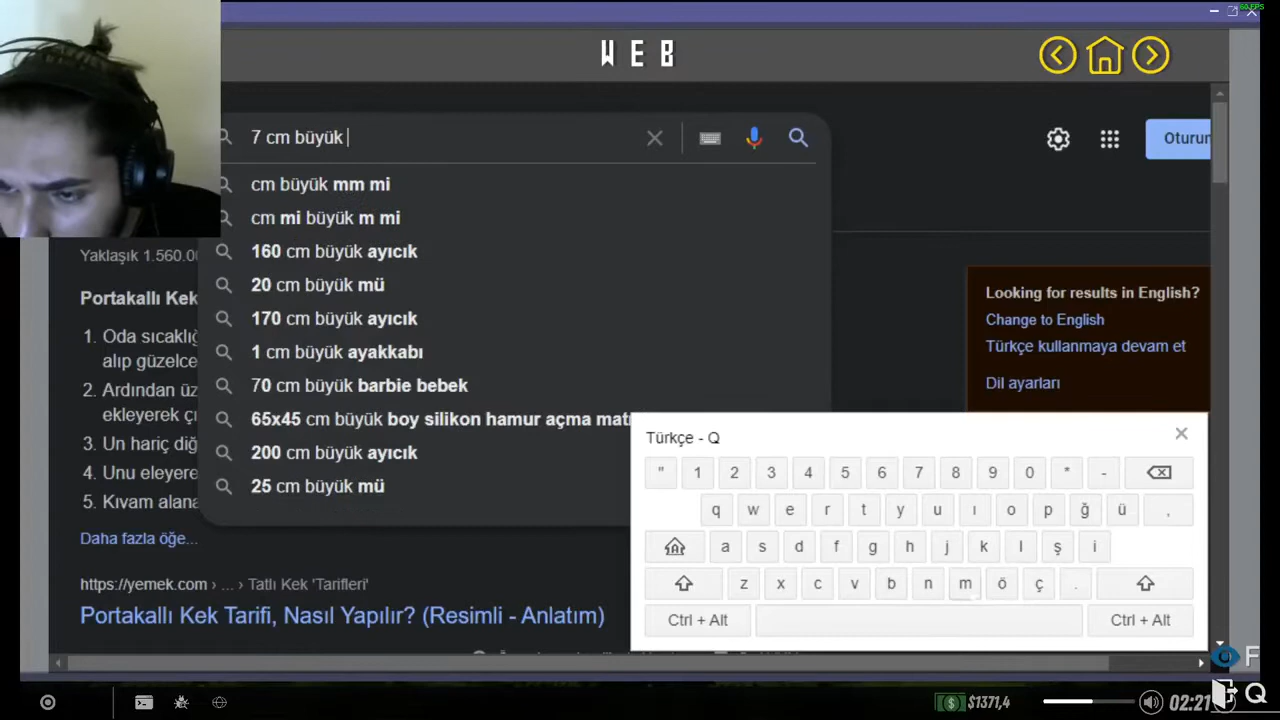 60 FPS
WEB
7 cm büyük
Oturum
cm büyük mm mi
cm mi büyük m mi
160 cm büyük ayıcık
20 cm büyük mü
170 cm büyük ayıcık
1 cm büyük ayakkabı
70 cm büyük barbie bebek
65x45 cm büyük boy silikon hamur açma mat
200 cm büyük ayıcık
25 cm büyük mü
Yaklaşık 1.560.0
Portakallı Kek
1. Oda sıcaklığ
alıp güzelce
2. Ardından üz
ekleyerek çı
3. Un hariç diğ
4. Unu eleyere
5. Kıvam alana
Daha fazla öğe...
https://yemek.com › ... › Tatlı Kek 'Tarifleri'
Portakallı Kek Tarifi, Nasıl Yapılır? (Resimli - Anlatım)
Looking for results in English?
Change to English
Türkçe kullanmaya devam et
Dil ayarları
Türkçe - Q
" 1 2 3 4 5 6 7 8 9 0 * -
q w e r t y u ı o p ğ ü ,
a s d f g h j k l ş i
z x c v b n m ö ç .
Ctrl + Alt Ctrl + Alt
F
$1371,4
02:21
Q